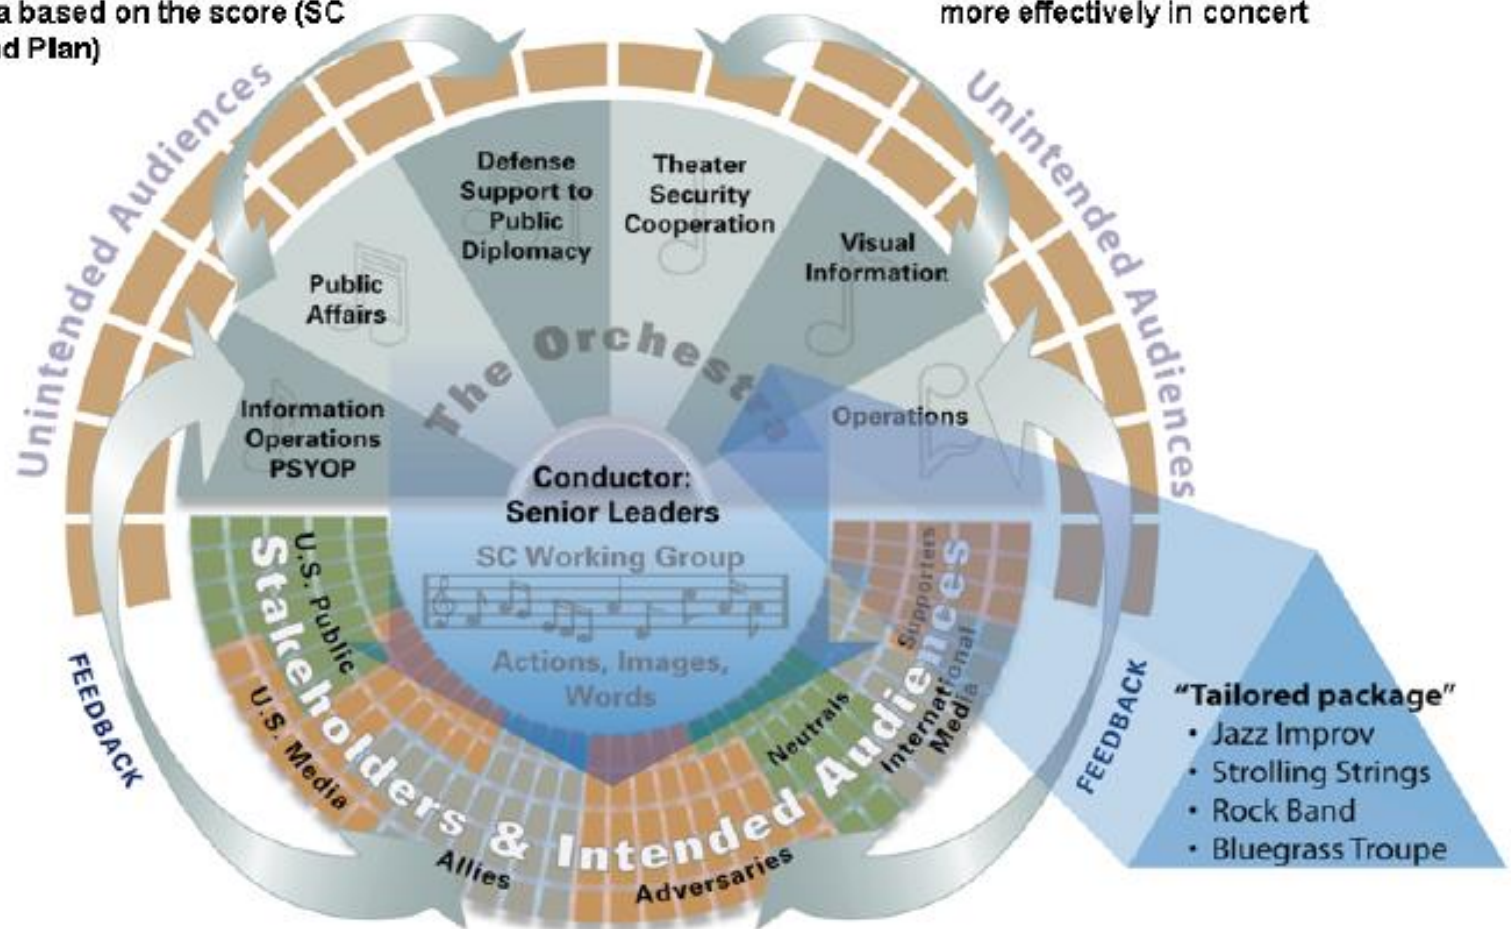 a based on the score (SC
d Plan)
more effectively in concert
Unintended Audiences
Unintended Audiences
Defense
Support to
Public
Diplomacy
Theater
Security
Cooperation
Visual
Information
Public
Affairs
The Orchestra
Information
Operations
PSYOP
Operations
Conductor:
Senior Leaders
SC Working Group
Actions, Images,
Words
Stakeholders & Intended Audiences
U.S. Public
U.S. Media
Allies
Adversaries
Neutrals
International
Media
Supporters
FEEDBACK
FEEDBACK
"Tailored package"
• Jazz Improv
• Strolling Strings
• Rock Band
• Bluegrass Troupe